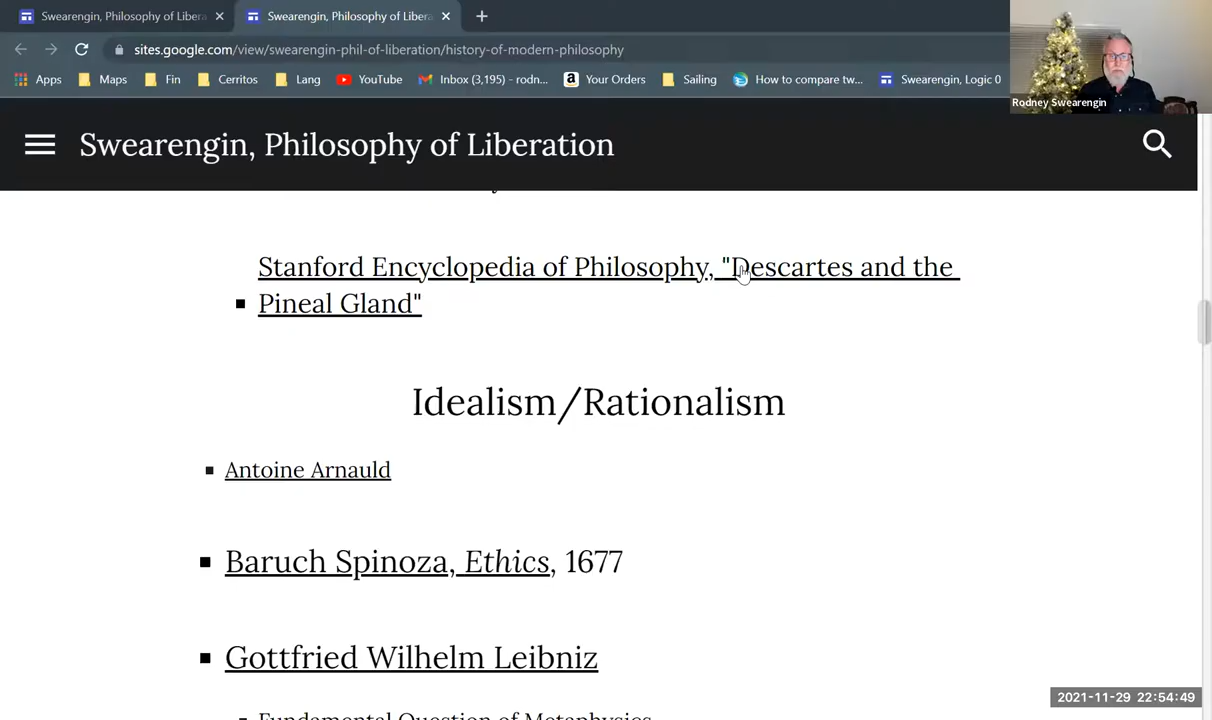 Swearengin, Philosophy of Libera
Swearengin, Philosophy of Libera
sites.google.com/view/swearengin-phil-of-liberation/history-of-modern-philosophy
Apps Maps Fin Cerritos Lang YouTube Inbox (3,195) - rodn... Your Orders Sailing How to compare tw... Swearengin, Logic 0
Rodney Swearengin
Swearengin, Philosophy of Liberation
Stanford Encyclopedia of Philosophy, "Descartes and the
Pineal Gland"
Idealism/Rationalism
Antoine Arnauld
Baruch Spinoza, Ethics, 1677
Gottfried Wilhelm Leibniz
Fundamental Question of Metaphysics
2021-11-29 22:54:49